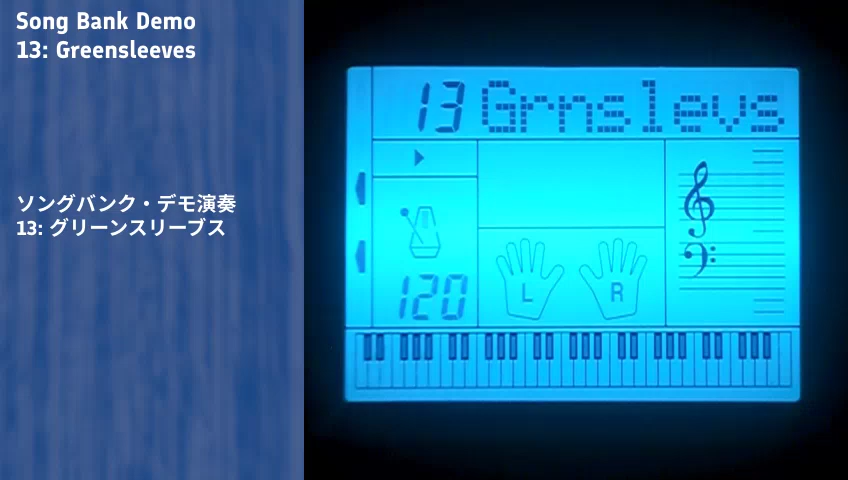 Song Bank Demo
13: Greensleeves
ソングバンク・デモ演奏
13: グリーンスリーブス
13 Grnslevs
120
L R